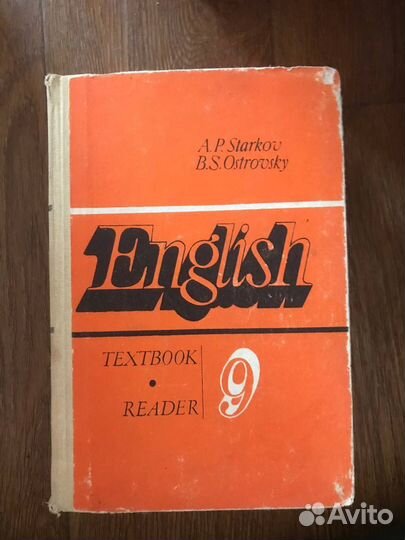 A.P. Starkov
B.S. Ostrovsky
English
TEXTBOOK
•
READER
9
Avito